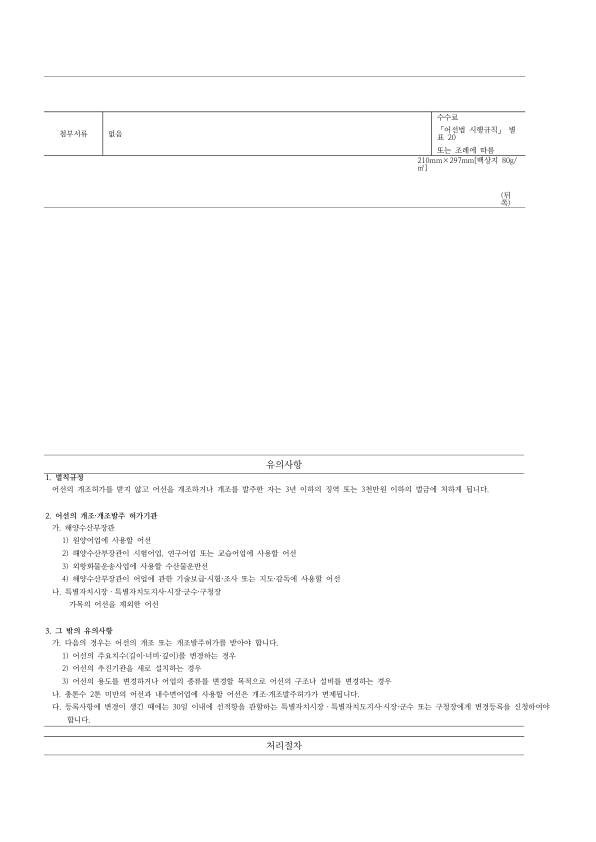 첨부서류
없음
수수료
「어선법 시행규칙」 별
표 20
또는 조례에 따름
210mm×297mm[백상지 80g/
㎡]
(뒤
쪽)
유의사항
1. 벌칙규정
어선의 개조허가를 받지 않고 어선을 개조하거나 개조를 발주한 자는 3년 이하의 징역 또는 3천만원 이하의 벌금에 처하게 됩니다.
2. 어선의 개조·개조발주 허가기관
가. 해양수산부장관
1) 원양어업에 사용할 어선
2) 해양수산부장관이 시험어업, 연구어업 또는 교습어업에 사용할 어선
3) 외항화물운송사업에 사용할 수산물운반선
4) 해양수산부장관이 어업에 관한 기술보급·시험·조사 또는 지도·감독에 사용할 어선
나. 특별자치시장ㆍ특별자치도지사·시장·군수·구청장
가목의 어선을 제외한 어선
3. 그 밖의 유의사항
가. 다음의 경우는 어선의 개조 또는 개조발주허가를 받아야 합니다.
1) 어선의 주요치수(길이·너비·깊이)를 변경하는 경우
2) 어선의 추진기관을 새로 설치하는 경우
3) 어선의 용도를 변경하거나 어업의 종류를 변경할 목적으로 어선의 구조나 설비를 변경하는 경우
나. 총톤수 2톤 미만의 어선과 내수면어업에 사용할 어선은 개조·개조발주허가가 면제됩니다.
다. 등록사항에 변경이 생긴 때에는 30일 이내에 선적항을 관할하는 특별자치시장ㆍ특별자치도지사·시장·군수 또는 구청장에게 변경등록을 신청하여야
합니다.
처리절차